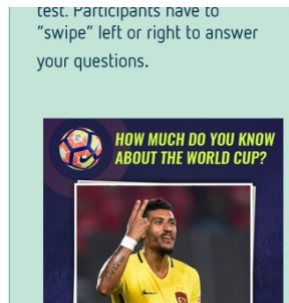 test. Participants have to
“swipe” left or right to answer
your questions.
HOW MUCH DO YOU KNOW
ABOUT THE WORLD CUP?